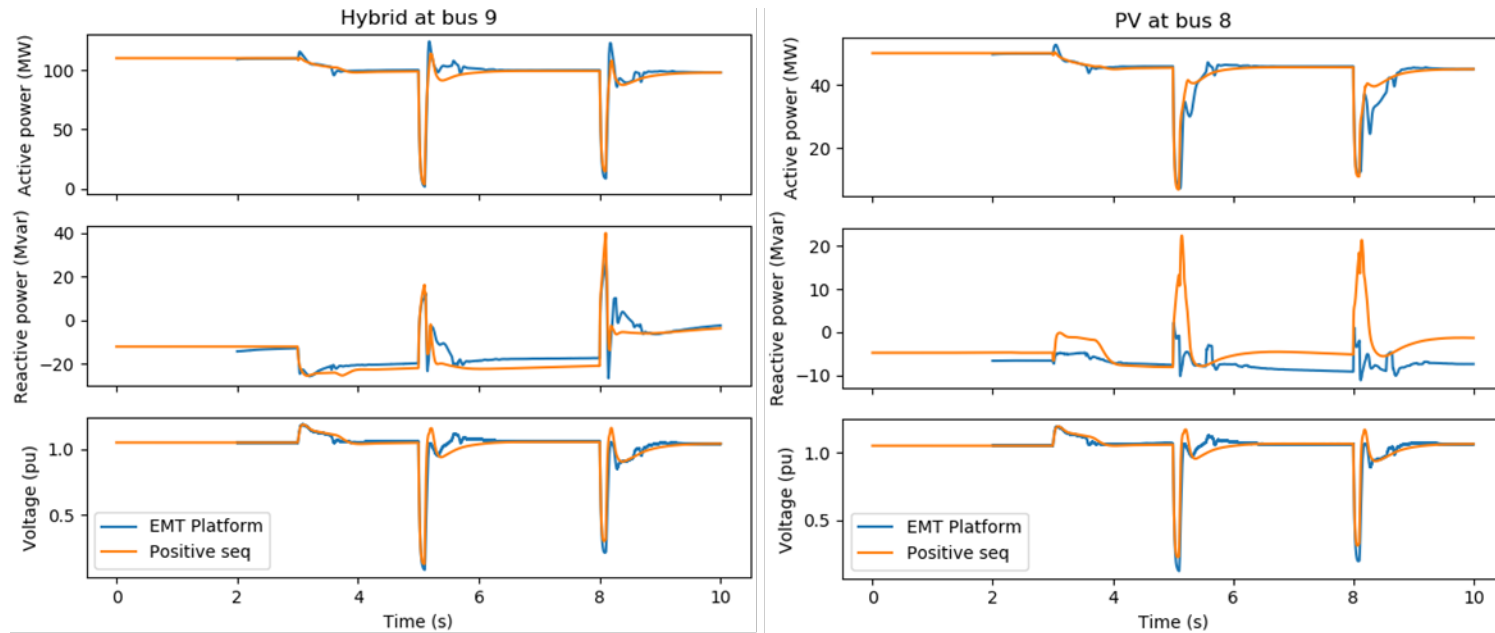 Hybrid at bus 9
Active power (MW)
100
50
0
Reactive power (Mvar)
40
20
0
−20
Voltage (pu)
1.0
0.5
EMT Platform
Positive seq
0
2
4
6
8
10
Time (s)
PV at bus 8
Active power (MW)
40
20
Reactive power (Mvar)
20
10
0
−10
Voltage (pu)
1.0
0.5
EMT Platform
Positive seq
0
2
4
6
8
10
Time (s)